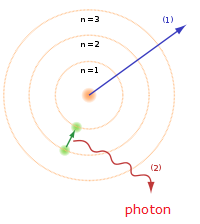 (1)
n=3
n=2
n=1
(2)
photon